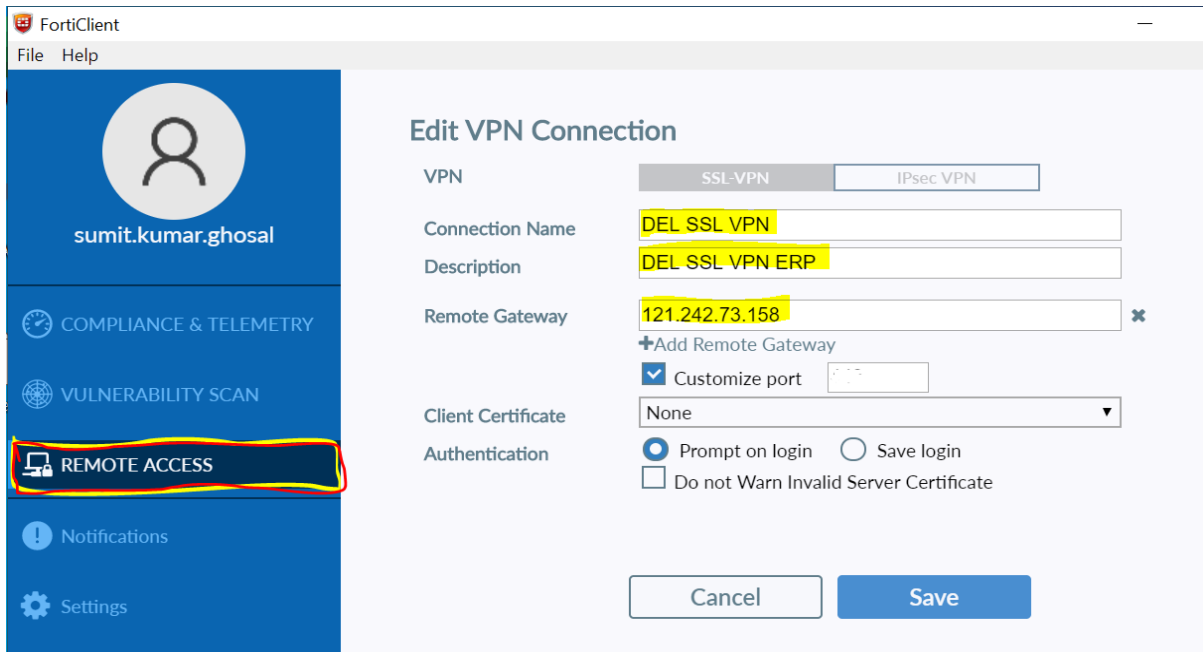 FortiClient
File Help
sumit.kumar.ghosal
COMPLIANCE & TELEMETRY
VULNERABILITY SCAN
REMOTE ACCESS
Notifications
Settings
Edit VPN Connection
VPN SSL-VPN IPsec VPN
Connection Name DEL SSL VPN
Description DEL SSL VPN ERP
Remote Gateway 121.242.73.158
+Add Remote Gateway
Customize port
Client Certificate None
Authentication Prompt on login Save login
Do not Warn Invalid Server Certificate
Cancel Save